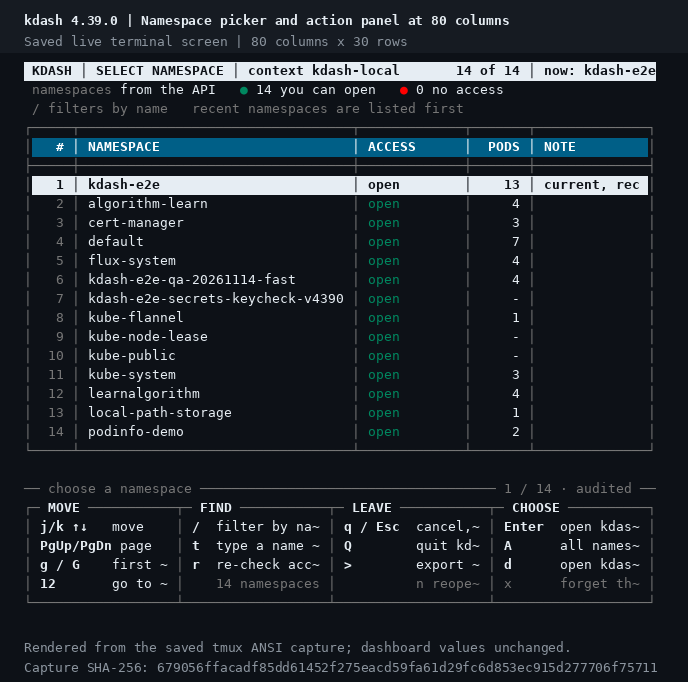 kdash 4.39.0 | Namespace picker and action panel at 80 columns
Saved live terminal screen | 80 columns x 30 rows
KDASH │ SELECT NAMESPACE │ context kdash-local 14 of 14 │ now: kdash-e2e
namespaces from the API ● 14 you can open ● 0 no access
/ filters by name recent namespaces are listed first
# │ NAMESPACE │ ACCESS │ PODS │ NOTE
1 │ kdash-e2e │ open │ 13 │ current, rec
2 │ algorithm-learn │ open │ 4 │
3 │ cert-manager │ open │ 3 │
4 │ default │ open │ 7 │
5 │ flux-system │ open │ 4 │
6 │ kdash-e2e-qa-20261114-fast │ open │ 4 │
7 │ kdash-e2e-secrets-keycheck-v4390 │ open │ - │
8 │ kube-flannel │ open │ 1 │
9 │ kube-node-lease │ open │ - │
10 │ kube-public │ open │ - │
11 │ kube-system │ open │ 3 │
12 │ learnalgorithm │ open │ 4 │
13 │ local-path-storage │ open │ 1 │
14 │ podinfo-demo │ open │ 2 │
choose a namespace 1 / 14 · audited
MOVE FIND LEAVE CHOOSE
j/k ↑↓ move │ / filter by na~ │ q / Esc cancel,~ │ Enter open kdas~
PgUp/PgDn page │ t type a name ~ │ Q quit kd~ │ A all names~
g / G first ~ │ r re-check acc~ │ > export ~ │ d open kdas~
12 go to ~ │ 14 namespaces │ n reope~ │ x forget th~
Rendered from the saved tmux ANSI capture; dashboard values unchanged.
Capture SHA-256: 679056ffacadf85dd61452f275eacd59fa61d29fc6d853ec915d277706f75711